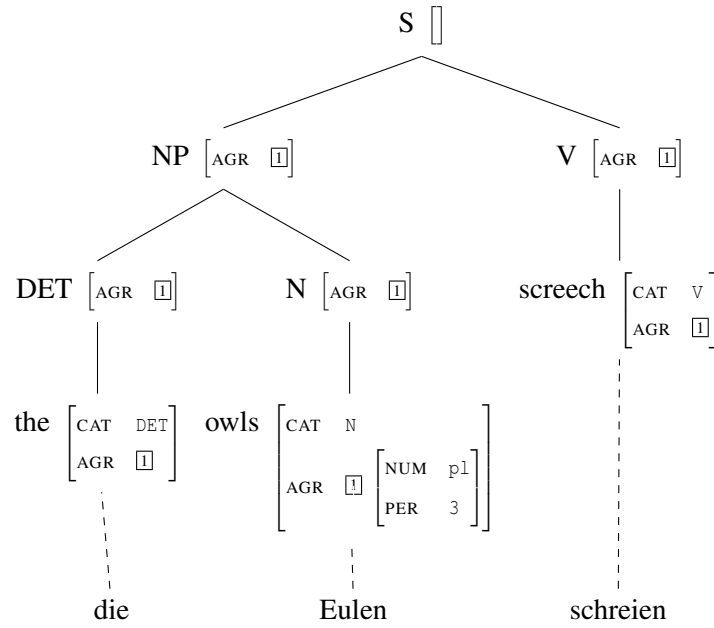 S []
NP [AGR 1] V [AGR 1]
DET [AGR 1] N [AGR 1] screech [CAT V
AGR 1]
the [CAT DET owls [CAT N
AGR 1] AGR 1 [NUM pl
PER 3]]
die Eulen schreien